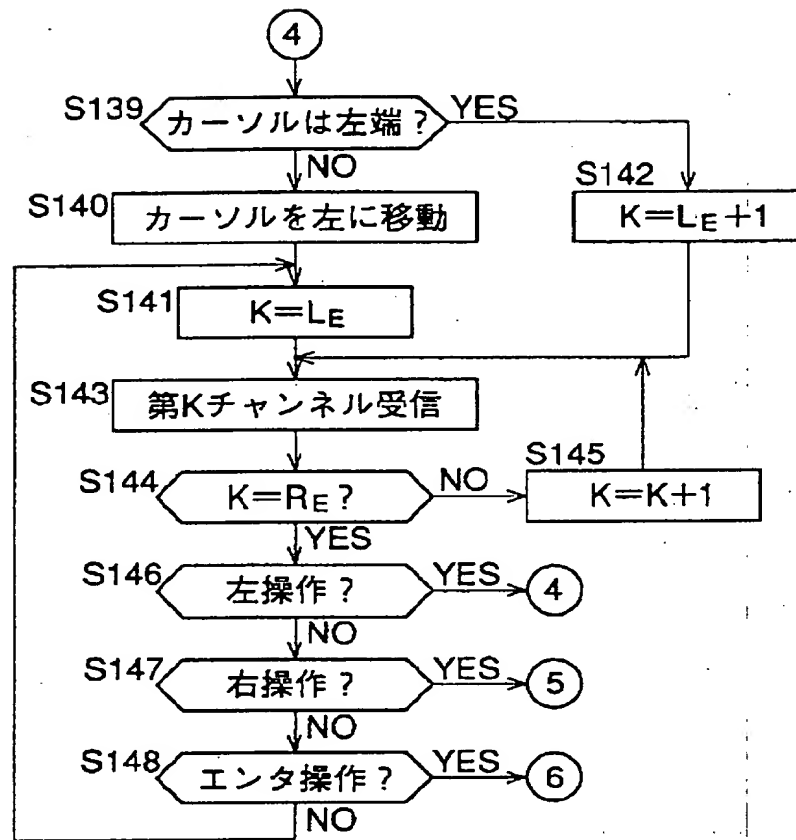 4
S139
カーソルは左端?
YES
NO
S140
カーソルを左に移動
S142
K=LE+1
S141
K=LE
S143
第Kチャンネル受信
S144
K=RE?
NO
S145
K=K+1
YES
S146
左操作?
YES
4
NO
S147
右操作?
YES
5
NO
S148
エンタ操作?
YES
6
NO